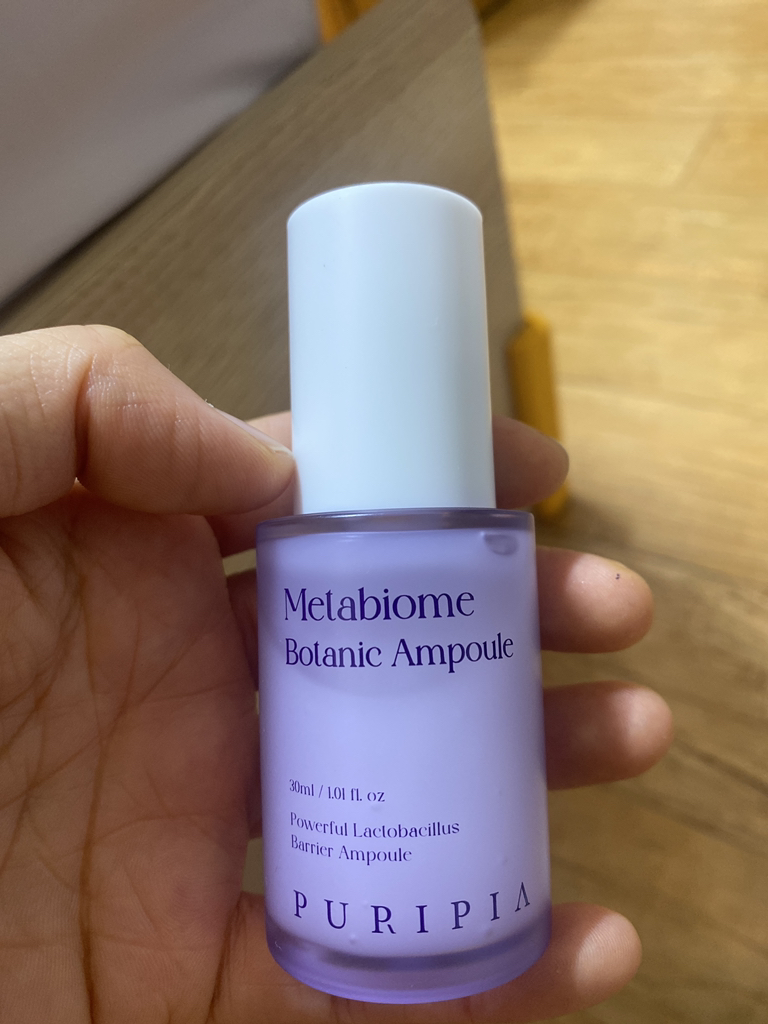 Metabiome
Botanic Ampoule
30ml / 1.01 fl. oz
Powerful Lactobacillus
Barrier Ampoule
PURIPIA